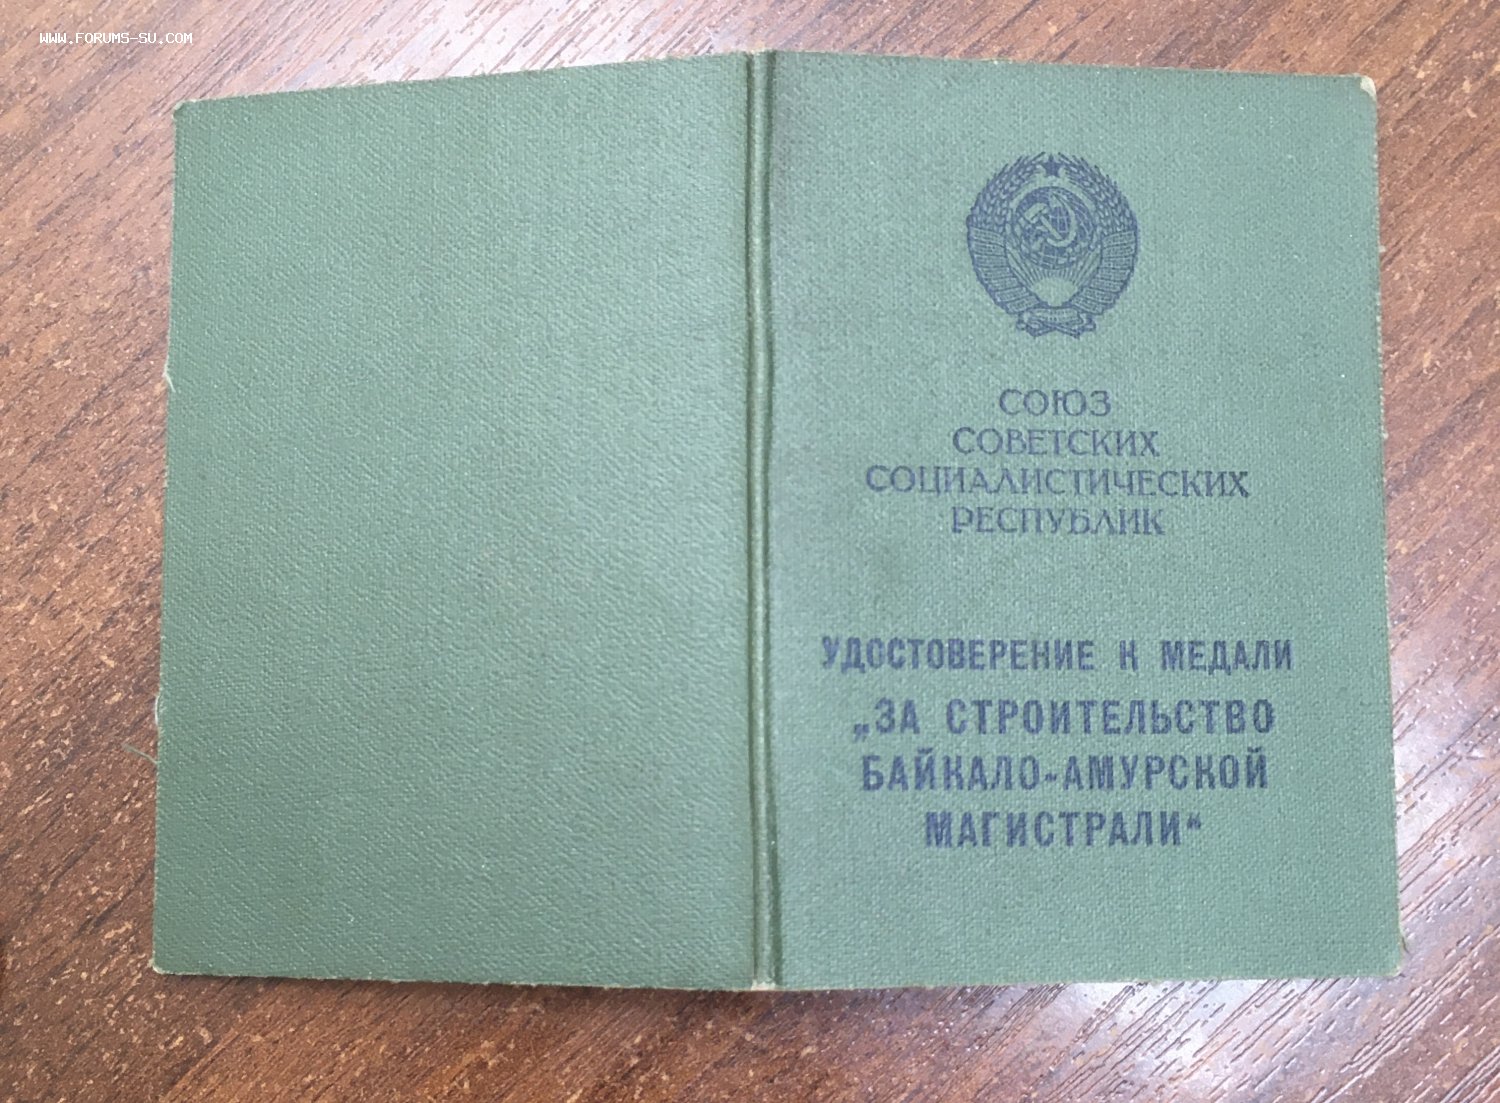 WWW.FORUMS-SU.COM
СОЮЗ
СОВЕТСКИХ
СОЦИАЛИСТИЧЕСКИХ
РЕСПУБЛИК
УДОСТОВЕРЕНИЕ К МЕДАЛИ
„ЗА СТРОИТЕЛЬСТВО
БАЙКАЛО-АМУРСКОЙ
МАГИСТРАЛИ“